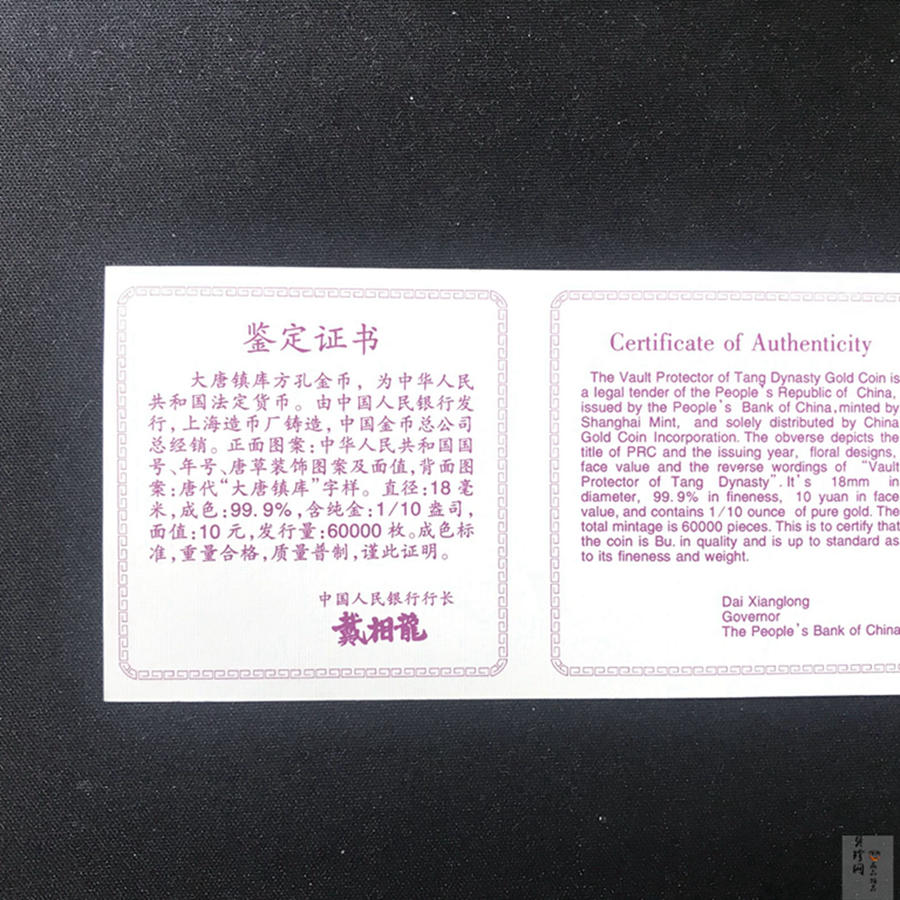 鉴定证书
大唐镇库方孔金币，为中华人民
共和国法定货币。由中国人民银行发
行，上海造币厂铸造，中国金币总公司
总经销。正面图案：中华人民共和国国
号、年号、唐草装饰图案及面值，背面图
案：唐代“大唐镇库”字样。直径：18毫
米，成色：99.9%，含纯金：1/10盎司，
面值：10元，发行量：60000枚。成色标
准，重量合格，质量普制，谨此证明。
中国人民银行行长
戴相龍
Certificate of Authenticity
The Vault Protector of Tang Dynasty Gold Coin is
a legal tender of the People's Republic of China,
issued by the People's Bank of China, minted by
Shanghai Mint, and solely distributed by China
Gold Coin Incorporation. The obverse depicts the
title of PRC and the issuing year, floral designs,
face value and the reverse wordings of “Vault
Protector of Tang Dynasty”. It's 18mm in
diameter, 99.9% in fineness, 10 yuan in face
value, and contains 1/10 ounce of pure gold. The
total mintage is 60000 pieces. This is to certify that
the coin is Bu. in quality and is up to standard as
to its fineness and weight.
Dai Xianglong
Governor
The People's Bank of China